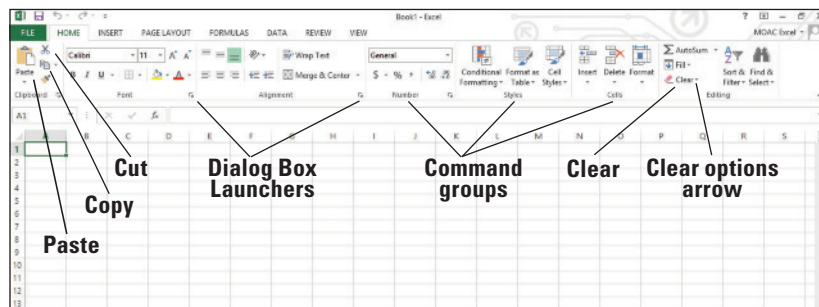 Book1 - Excel
FILE HOME INSERT PAGE LAYOUT FORMULAS DATA REVIEW VIEW MOAC Excel
Calibri 11 A A Wrap Text General AutoSum
Fill
Paste B I U A Merge & Center $ % Conditional Format as Cell Insert Delete Format Clear Sort & Find &
Formatting Table Styles Filter Select
Clipboard Font Alignment Number Styles Cells Editing
A1 fx
A B C D E F G H I J K L M N O P Q R S
1
2
3
4
5
6
7
8
9
10
11
12
13
Cut
Copy
Paste
Dialog Box
Launchers
Command
groups
Clear
Clear options
arrow